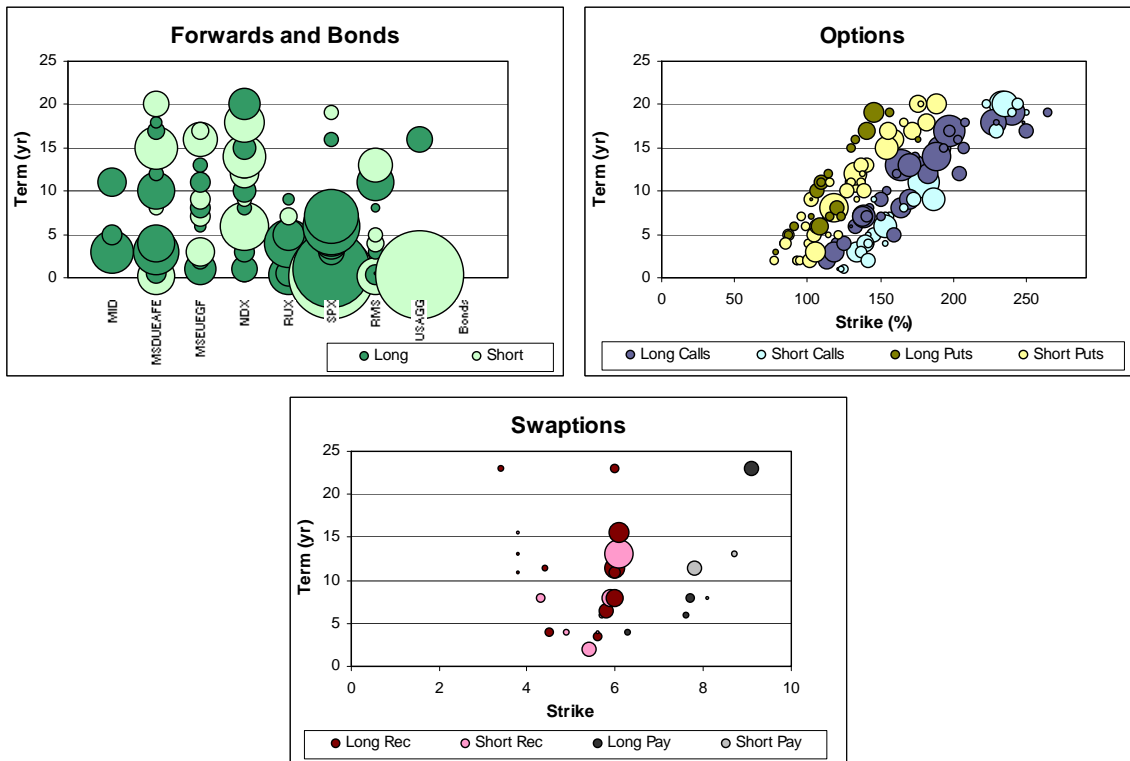 Forwards and Bonds
25
20
15
10
5
0
Term (yr)
MID
MSDUEAFE
MSEUEGF
NDX
RUX
SPX
RMS
USAGG
Bonds
Long Short
Options
25
20
15
10
5
0
Term (yr)
50 100 150 200 250
Strike (%)
Long Calls Short Calls Long Puts Short Puts
Swaptions
25
20
15
10
5
0
Term (yr)
0 2 4 6 8 10
Strike
Long Rec Short Rec Long Pay Short Pay